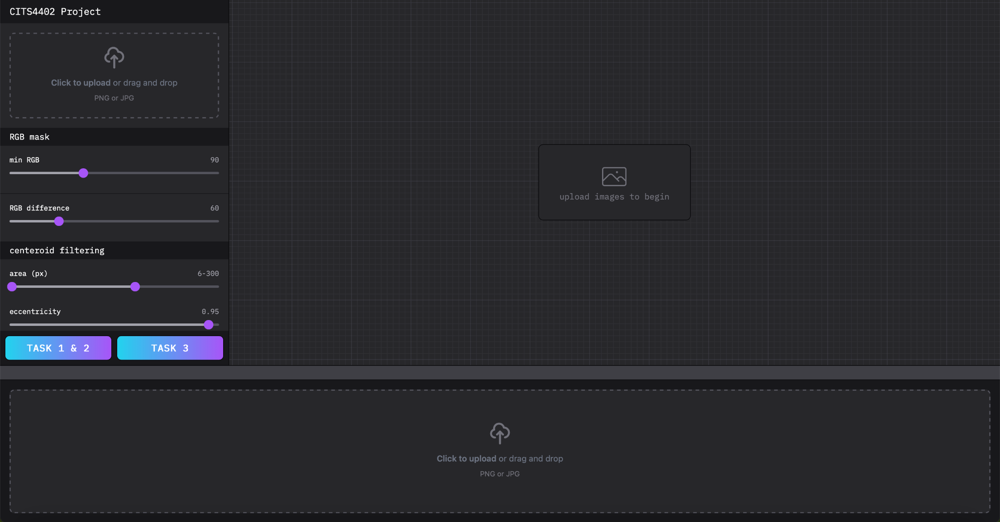 CITS4402 Project
Click to upload or drag and drop
PNG or JPG
RGB mask
min RGB 90
RGB difference 60
centeroid filtering
area (px) 6-300
eccentricity 0.95
TASK 1 & 2 TASK 3
upload images to begin
Click to upload or drag and drop
PNG or JPG